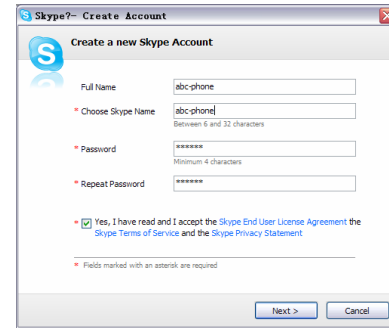 Skype?- Create Account
Create a new Skype Account
Full Name
abc-phone
* Choose Skype Name
abc-phone
Between 6 and 32 characters
* Password
******
Minimum 4 characters
* Repeat Password
******
* Yes, I have read and I accept the Skype End User License Agreement the
Skype Terms of Service and the Skype Privacy Statement
* Fields marked with an asterisk are required
Next >
Cancel